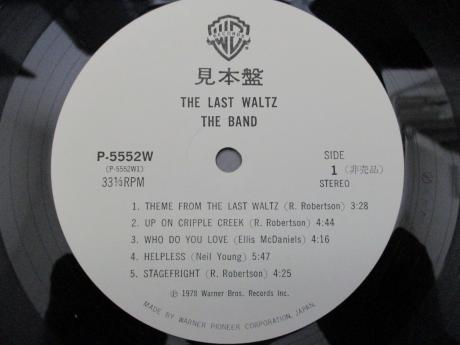 WB
RECORDS
見本盤
THE LAST WALTZ
THE BAND
P-5552W
(P-5552W1)
33⅓RPM
SIDE
1 (非売品)
STEREO
1. THEME FROM THE LAST WALTZ (R. Robertson) 3:28
2. UP ON CRIPPLE CREEK (R. Robertson) 4:44
3. WHO DO YOU LOVE (Ellis McDaniels) 4:16
4. HELPLESS (Neil Young) 5:47
5. STAGEFRIGHT (R. Robertson) 4:25
Ⓟ 1978 Warner Bros. Records Inc.
MADE BY WARNER PIONEER CORPORATION, JAPAN.